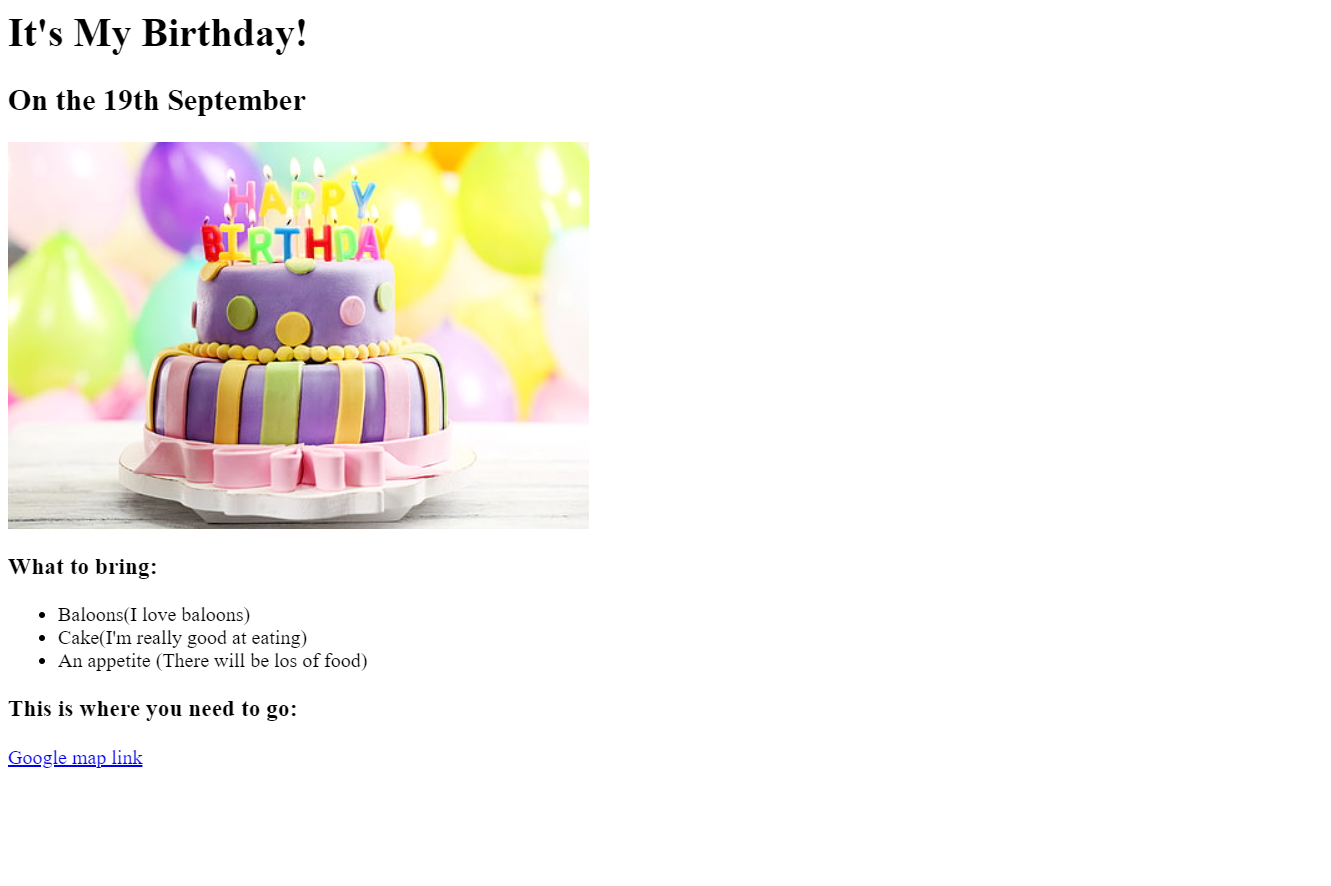 It's My Birthday!
On the 19th September
HAPPY
BIRTHDAY
What to bring:
Baloons(I love baloons)
Cake(I'm really good at eating)
An appetite (There will be los of food)
This is where you need to go:
Google map link